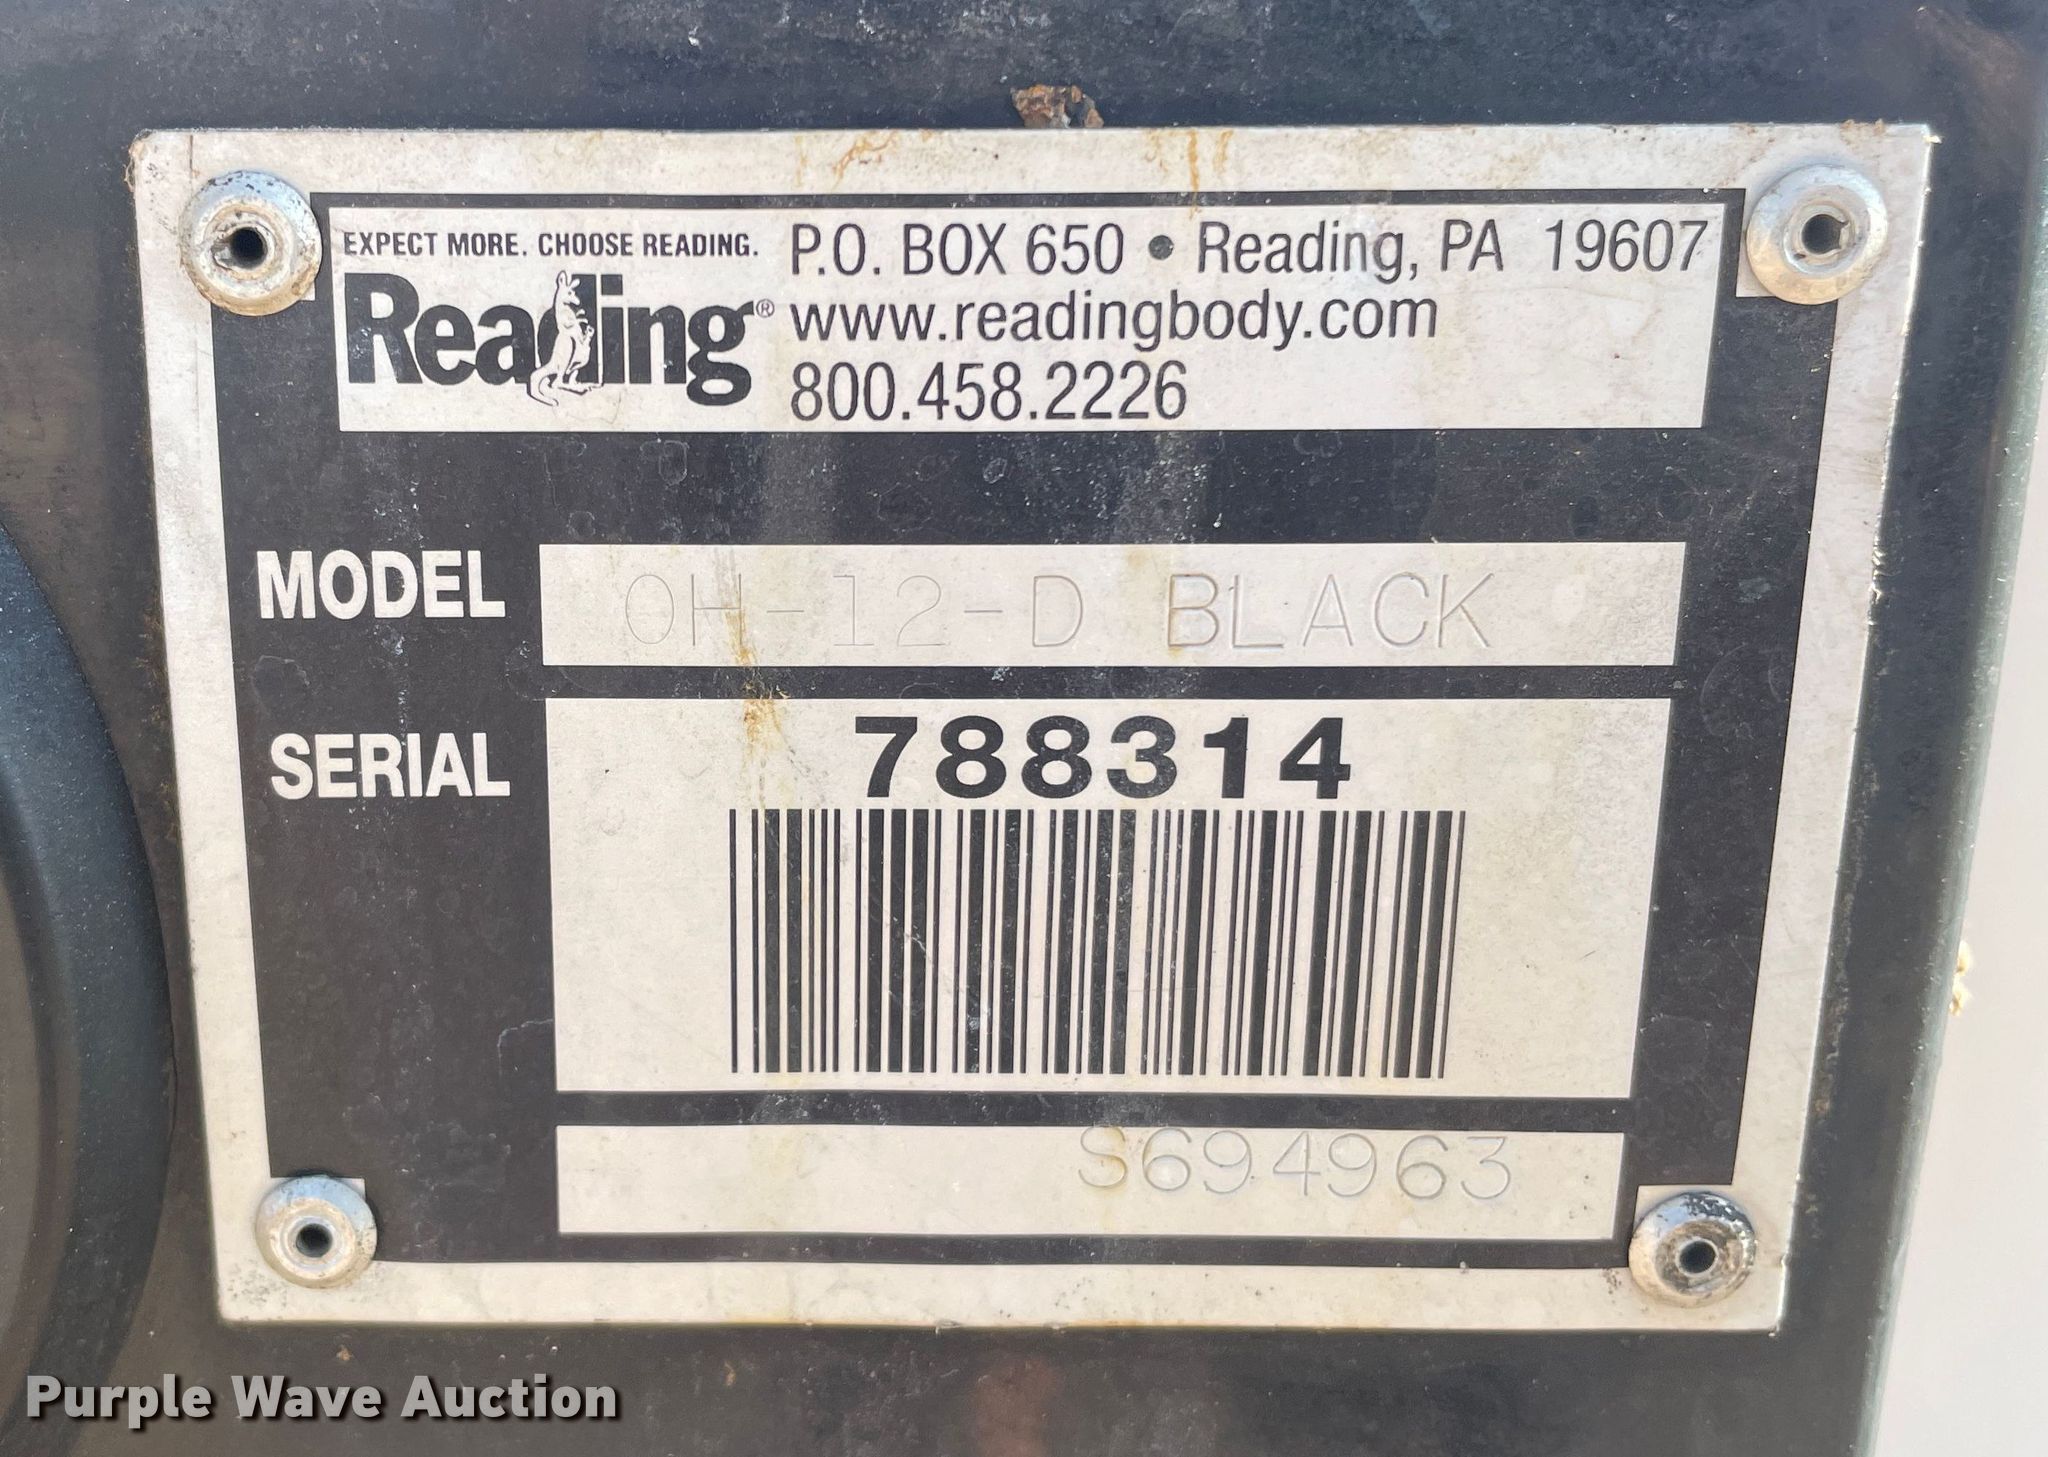 EXPECT MORE. CHOOSE READING.
Reading®
P.O. BOX 650 • Reading, PA 19607
www.readingbody.com
800.458.2226
MODEL OH-12-D BLACK
SERIAL 788314
S694963
Purple Wave Auction